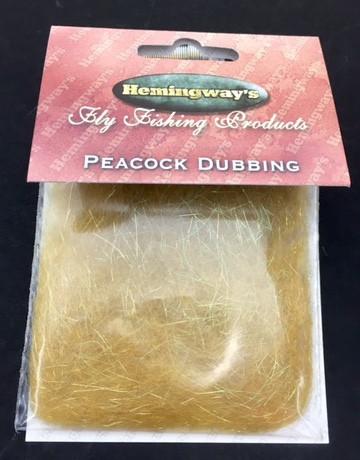 Hemingway's
Fly Fishing Products
PEACOCK DUBBING